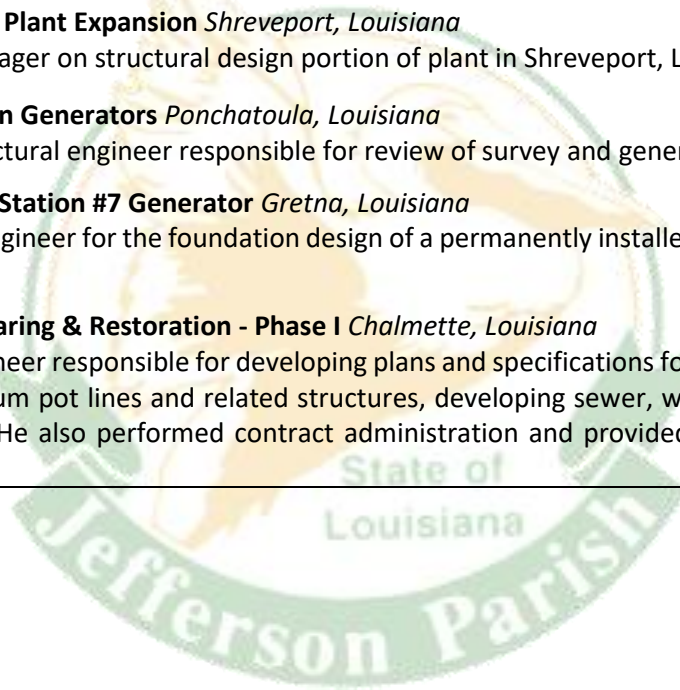 Plant Expansion Shreveport, Louisiana
ager on structural design portion of plant in Shreveport, L
n Generators Ponchatoula, Louisiana
ctural engineer responsible for review of survey and gener
Station #7 Generator Gretna, Louisiana
gineer for the foundation design of a permanently installe
aring & Restoration - Phase I Chalmette, Louisiana
neer responsible for developing plans and specifications fo
um pot lines and related structures, developing sewer, w
He also performed contract administration and provided
State of
Louisiana
Jefferson Parish